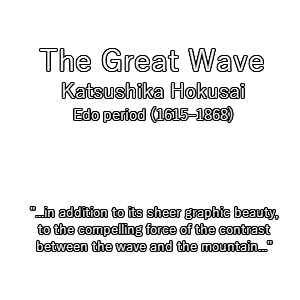 The Great Wave
Katsushika Hokusai
Edo period (1615–1868)
"...in addition to its sheer graphic beauty,
to the compelling force of the contrast
between the wave and the mountain..."